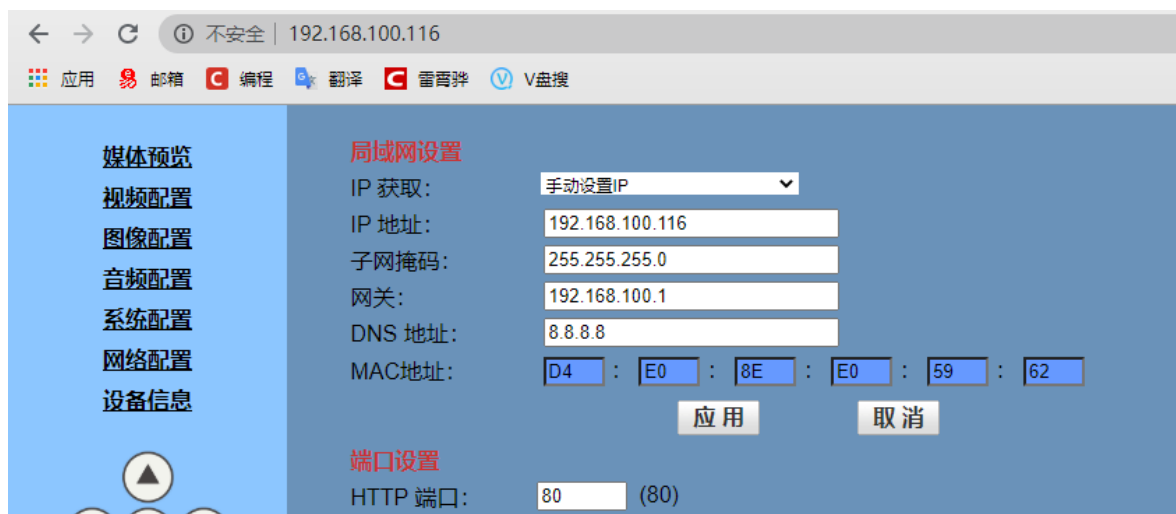 不安全 | 192.168.100.116
应用 易 邮箱 C 编程 G 翻译 C 雷霄骅 V V盘搜
媒体预览
视频配置
图像配置
音频配置
系统配置
网络配置
设备信息
局域网设置
IP 获取： 手动设置IP
IP 地址： 192.168.100.116
子网掩码： 255.255.255.0
网关： 192.168.100.1
DNS 地址： 8.8.8.8
MAC地址： D4 : E0 : 8E : E0 : 59 : 62
应用 取消
端口设置
HTTP 端口： 80 (80)